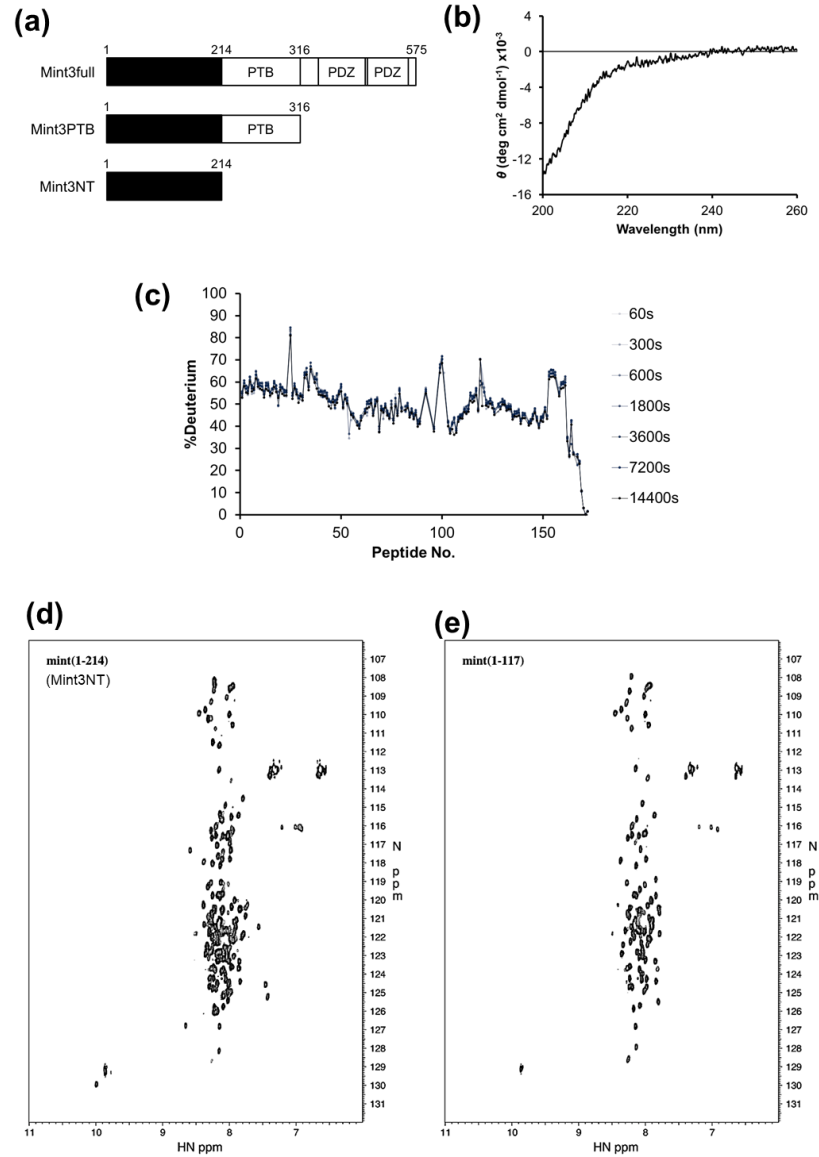 (a)
1 214 316 575
Mint3full PTB PDZ PDZ
1 316
Mint3PTB PTB
1 214
Mint3NT
(b)
4
0
-4
-8
-12
-16
θ (deg cm² dmol⁻¹) x10⁻³
200 220 240 260
Wavelength (nm)
(c)
100
90
80
70
60
50
40
30
20
10
0
%Deuterium
0 50 100 150
Peptide No.
60s
300s
600s
1800s
3600s
7200s
14400s
(d)
mint(1-214)
(Mint3NT)
107
108
109
110
111
112
113
114
115
116
117
118
119
120
121
122
123
124
125
126
127
128
129
130
131
N
p
p
m
11 10 9 8 7
HN ppm
(e)
mint(1-117)
107
108
109
110
111
112
113
114
115
116
117
118
119
120
121
122
123
124
125
126
127
128
129
130
131
N
p
p
m
11 10 9 8 7
HN ppm